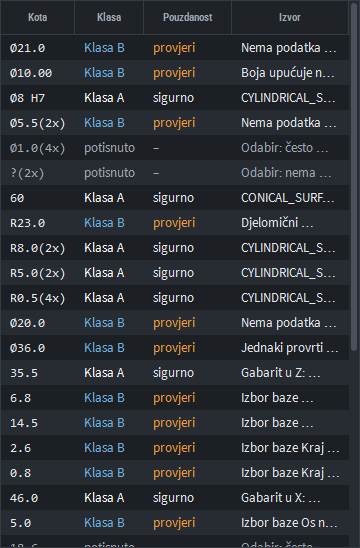 Kota Klasa Pouzdanost Izvor
Ø21.0 Klasa B provjeri Nema podatka ...
Ø10.00 Klasa B provjeri Boja upućuje n...
Ø8 H7 Klasa A sigurno CYLINDRICAL_S...
Ø5.5(2x) Klasa B provjeri Nema podatka ...
Ø1.0(4x) potisnuto – Odabir: često ...
?(2x) potisnuto – Odabir: nema ...
60 Klasa A sigurno CONICAL_SURF...
R23.0 Klasa B provjeri Djelomični ...
R8.0(2x) Klasa A sigurno CYLINDRICAL_S...
R5.0(2x) Klasa A sigurno CYLINDRICAL_S...
R0.5(4x) Klasa A sigurno CYLINDRICAL_S...
Ø20.0 Klasa B provjeri Nema podatka ...
Ø36.0 Klasa B provjeri Jednaki provrti ...
35.5 Klasa A sigurno Gabarit u Z: ...
6.8 Klasa B provjeri Izbor baze ...
14.5 Klasa B provjeri Izbor baze ...
2.6 Klasa B provjeri Izbor baze Kraj ...
0.8 Klasa B provjeri Izbor baze Kraj ...
46.0 Klasa A sigurno Gabarit u X: ...
5.0 Klasa B provjeri Izbor baze Os n...